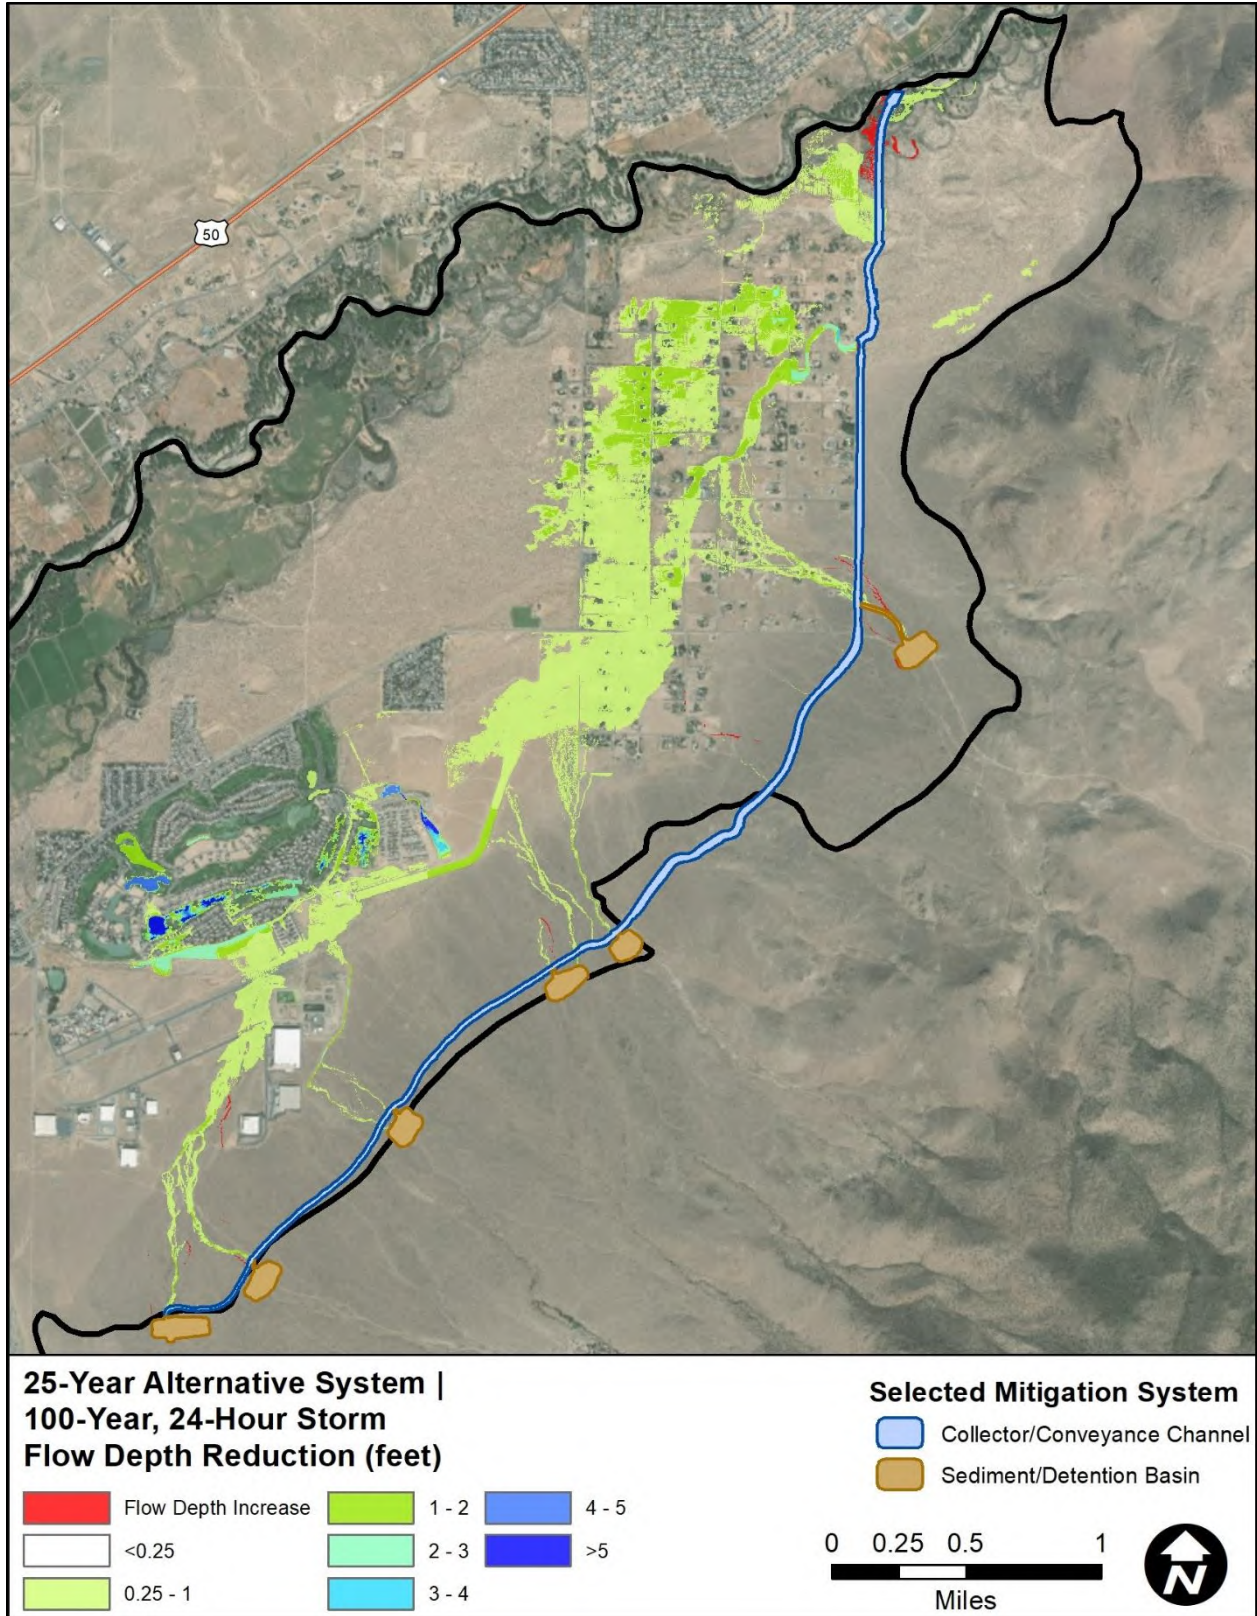 50
25-Year Alternative System |
100-Year, 24-Hour Storm
Flow Depth Reduction (feet)
Flow Depth Increase
<0.25
0.25 - 1
1 - 2
2 - 3
3 - 4
4 - 5
>5
Selected Mitigation System
Collector/Conveyance Channel
Sediment/Detention Basin
0 0.25 0.5 1
Miles
N